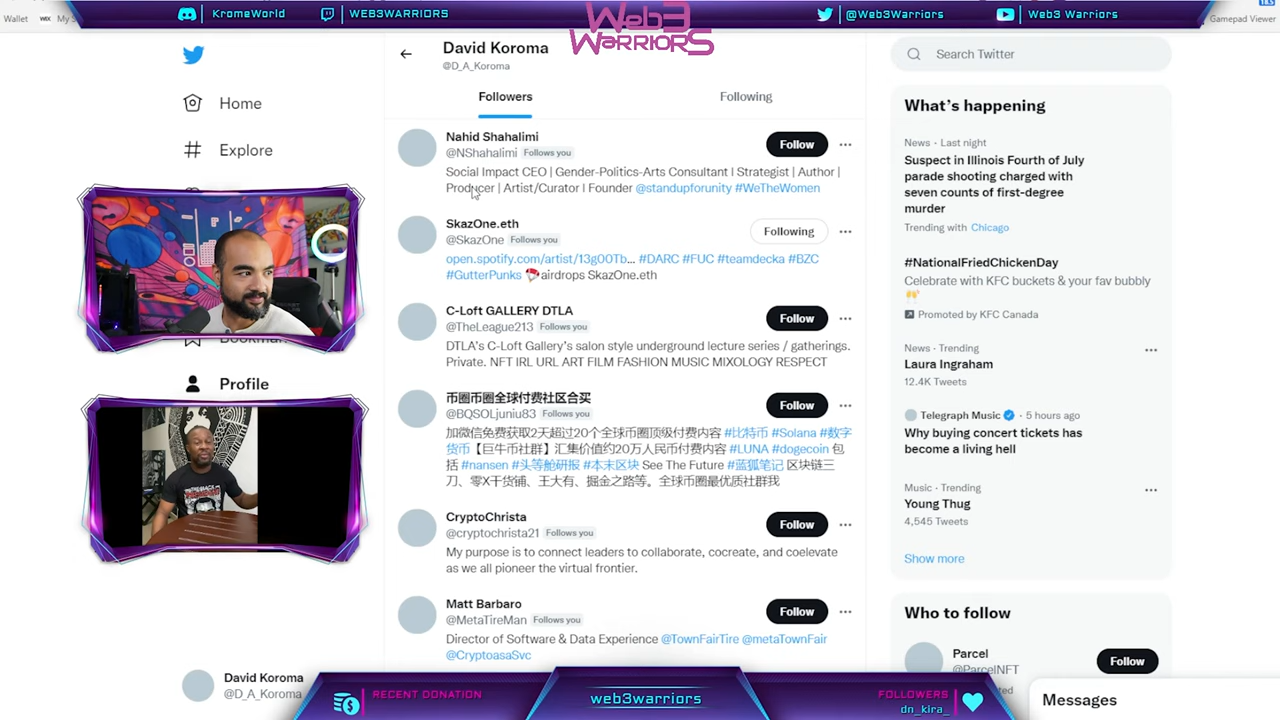 Wallet
My S
KromeWorld
WEB3WARRIORS
Web3
WARRIORS
@Web3Warriors
Web3 Warriors
Gamepad Viewer
David Koroma
@D_A_Koroma
Followers
Following
Home
Explore
Profile
David Koroma
@D_A_Koroma
Nahid Shahalimi
@NShahalimi Follows you
Follow
Social Impact CEO | Gender-Politics-Arts Consultant I Strategist | Author |
Producer | Artist/Curator I Founder @standupforunity #WeTheWomen
SkazOne.eth
@SkazOne Follows you
Following
open.spotify.com/artist/13g00Tb... #DARC #FUC #teamdecka #BZC
#GutterPunks airdrops SkazOne.eth
C-Loft GALLERY DTLA
@TheLeague213 Follows you
Follow
DTLA's C-Loft Gallery's salon style underground lecture series / gatherings.
Private. NFT IRL URL ART FILM FASHION MUSIC MIXOLOGY RESPECT
币圈币圈全球付费社区合买
@BQSOLjuniu83 Follows you
Follow
加微信免费获取2天超过20个全球币圈顶级付费内容 #比特币 #Solana #数字
货币【巨牛币社群】汇集价值约20万人民币付费内容 #LUNA #dogecoin 包
括 #nansen #头等舱研报 #本末区块 See The Future #蓝狐笔记 区块链三
刀、零X干货铺、王大有、掘金之路等。全球币圈最优质社群我
CryptoChrista
@cryptochrista21 Follows you
Follow
My purpose is to connect leaders to collaborate, cocreate, and coelevate
as we all pioneer the virtual frontier.
Matt Barbaro
@MetaTireMan Follows you
Follow
Director of Software & Data Experience @TownFairTire @metaTownFair
@CryptoasaSvc
Search Twitter
What's happening
News · Last night
Suspect in Illinois Fourth of July
parade shooting charged with
seven counts of first-degree
murder
Trending with Chicago
#NationalFriedChickenDay
Celebrate with KFC buckets & your fav bubbly
Promoted by KFC Canada
News · Trending
Laura Ingraham
12.4K Tweets
Telegraph Music · 5 hours ago
Why buying concert tickets has
become a living hell
Music · Trending
Young Thug
4,545 Tweets
Show more
Who to follow
Parcel
@ParcelNFT
Follow
Messages
RECENT DONATION
web3warriors
FOLLOWERS
dn_kira_